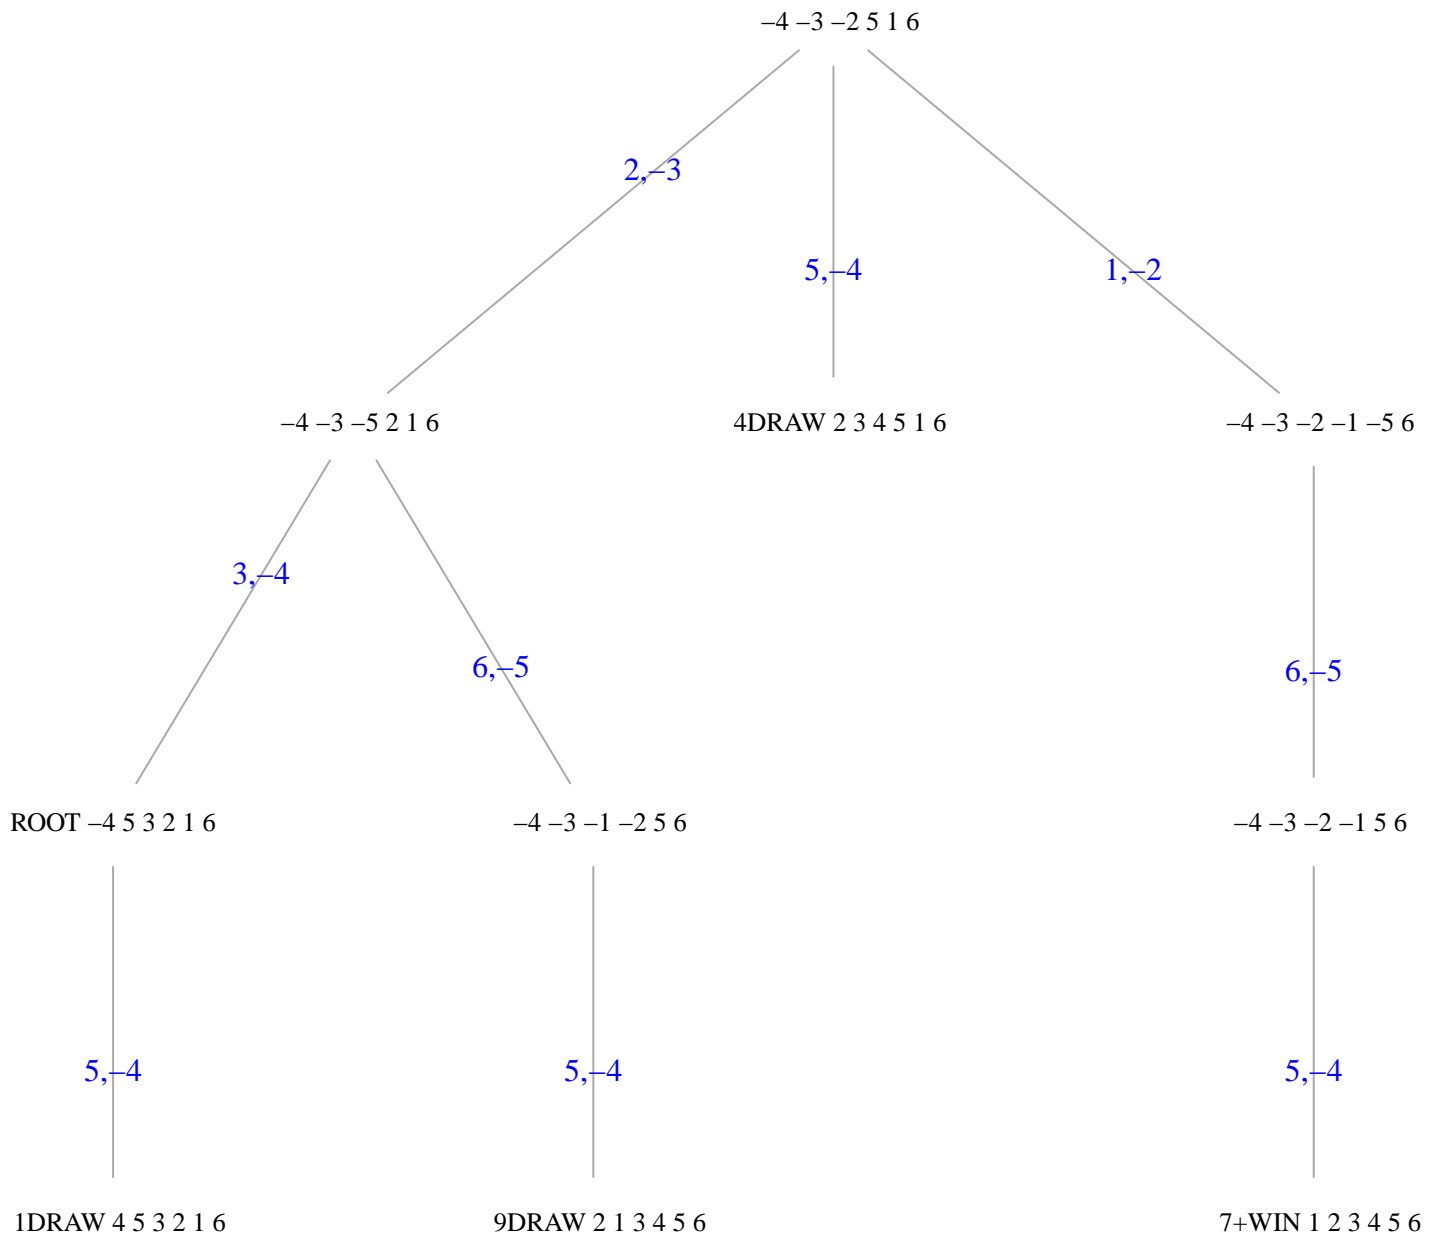 –4 –3 –2 5 1 6
2,–3
5,–4
1,–2
–4 –3 –5 2 1 6
4DRAW 2 3 4 5 1 6
–4 –3 –2 –1 –5 6
3,–4
6,–5
6,–5
ROOT –4 5 3 2 1 6
–4 –3 –1 –2 5 6
–4 –3 –2 –1 5 6
5,–4
5,–4
5,–4
1DRAW 4 5 3 2 1 6
9DRAW 2 1 3 4 5 6
7+WIN 1 2 3 4 5 6